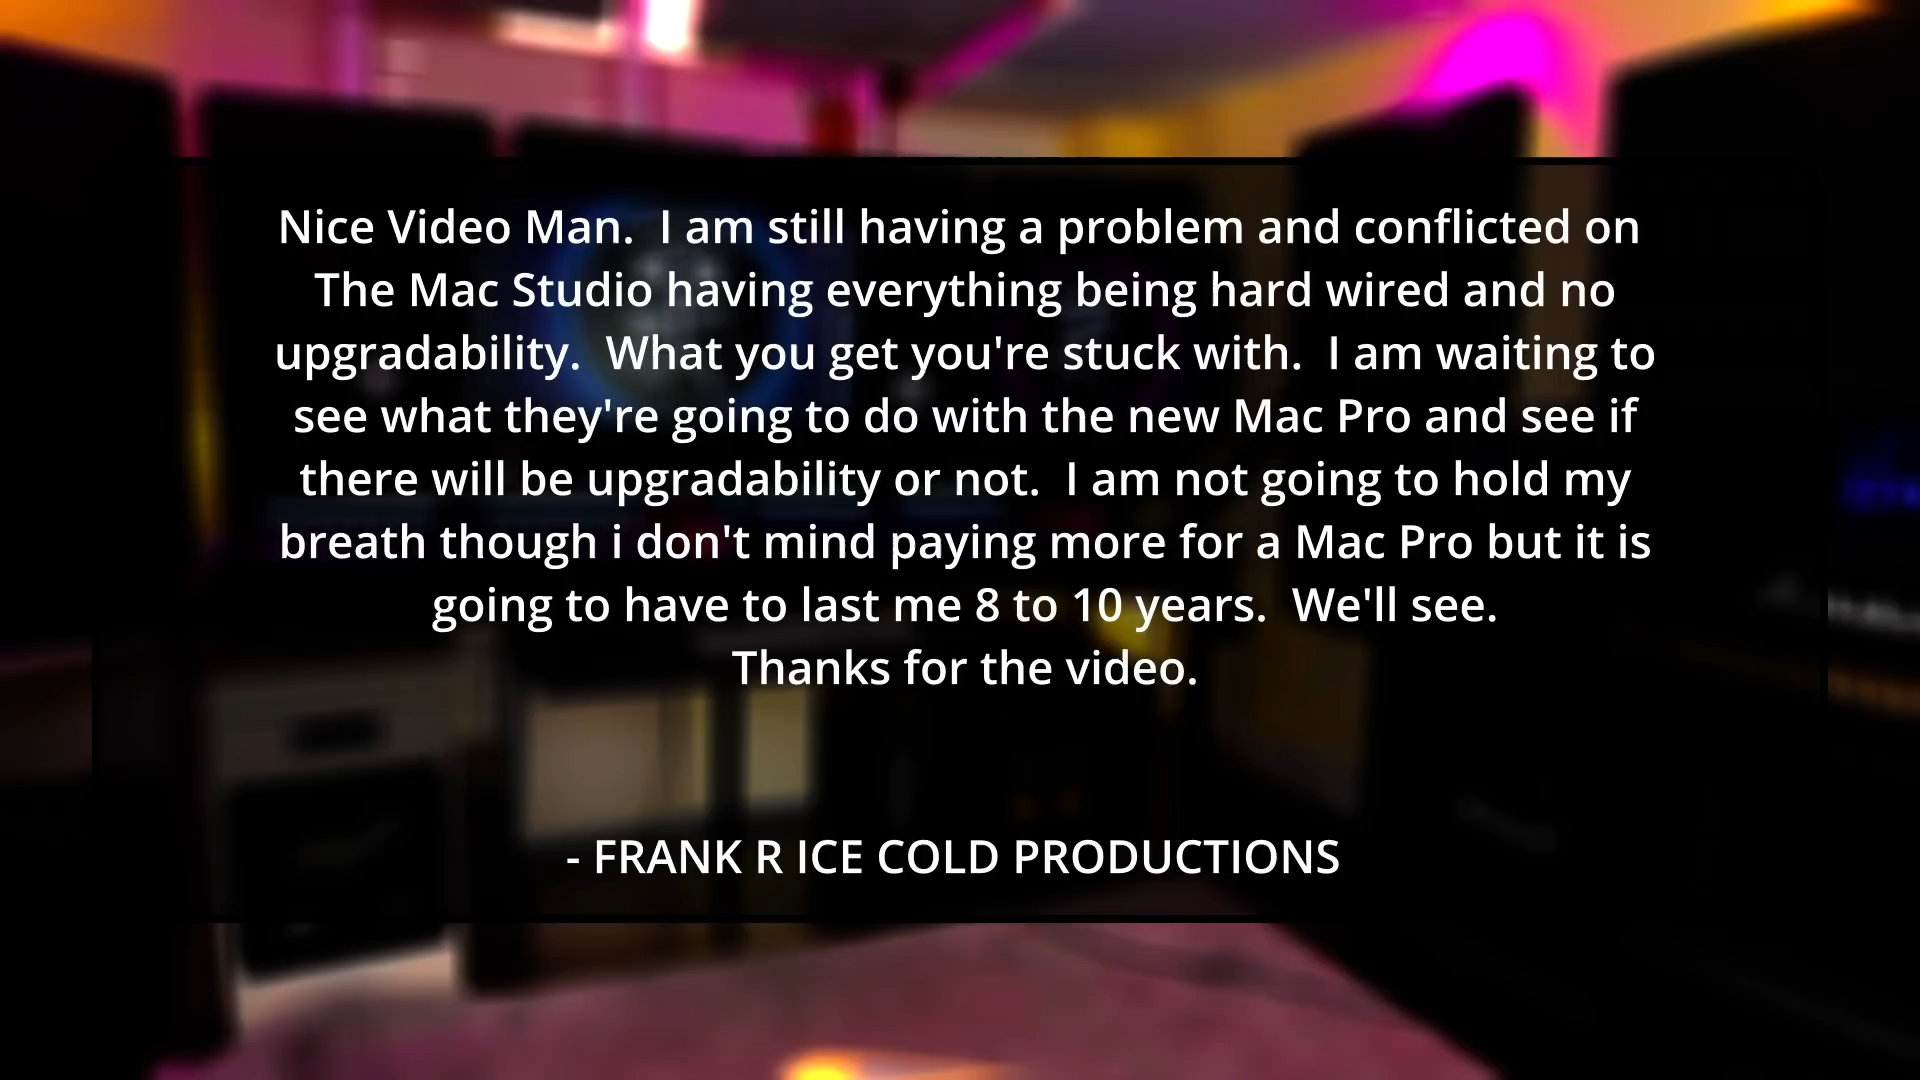 Nice Video Man.  I am still having a problem and conflicted on
The Mac Studio having everything being hard wired and no
upgradability.  What you get you're stuck with.  I am waiting to
see what they're going to do with the new Mac Pro and see if
there will be upgradability or not.  I am not going to hold my
breath though i don't mind paying more for a Mac Pro but it is
going to have to last me 8 to 10 years.  We'll see.
Thanks for the video.
- FRANK R ICE COLD PRODUCTIONS